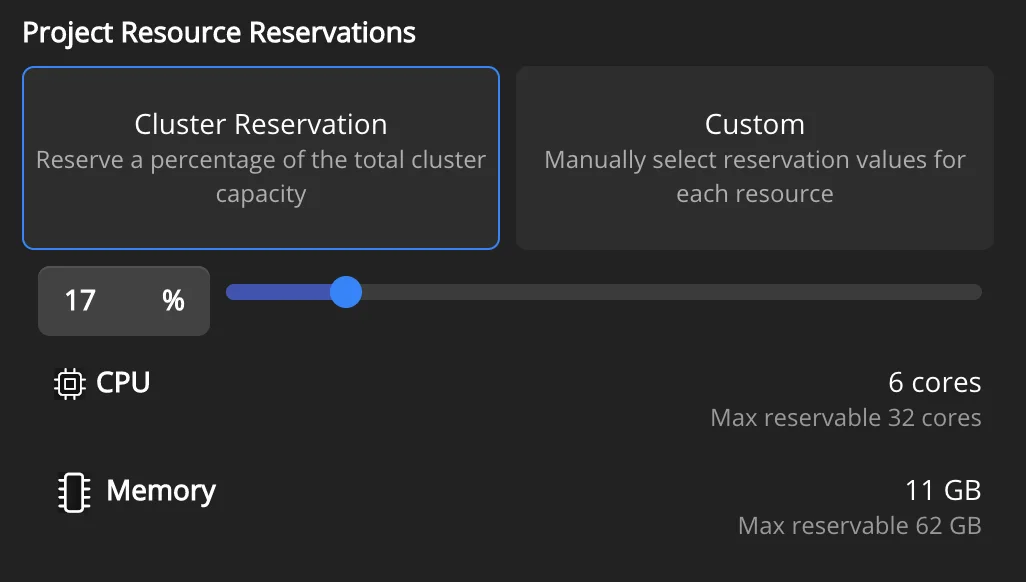 Project Resource Reservations
Cluster Reservation
Reserve a percentage of the total cluster
capacity
Custom
Manually select reservation values for
each resource
17 %
CPU
6 cores
Max reservable 32 cores
Memory
11 GB
Max reservable 62 GB